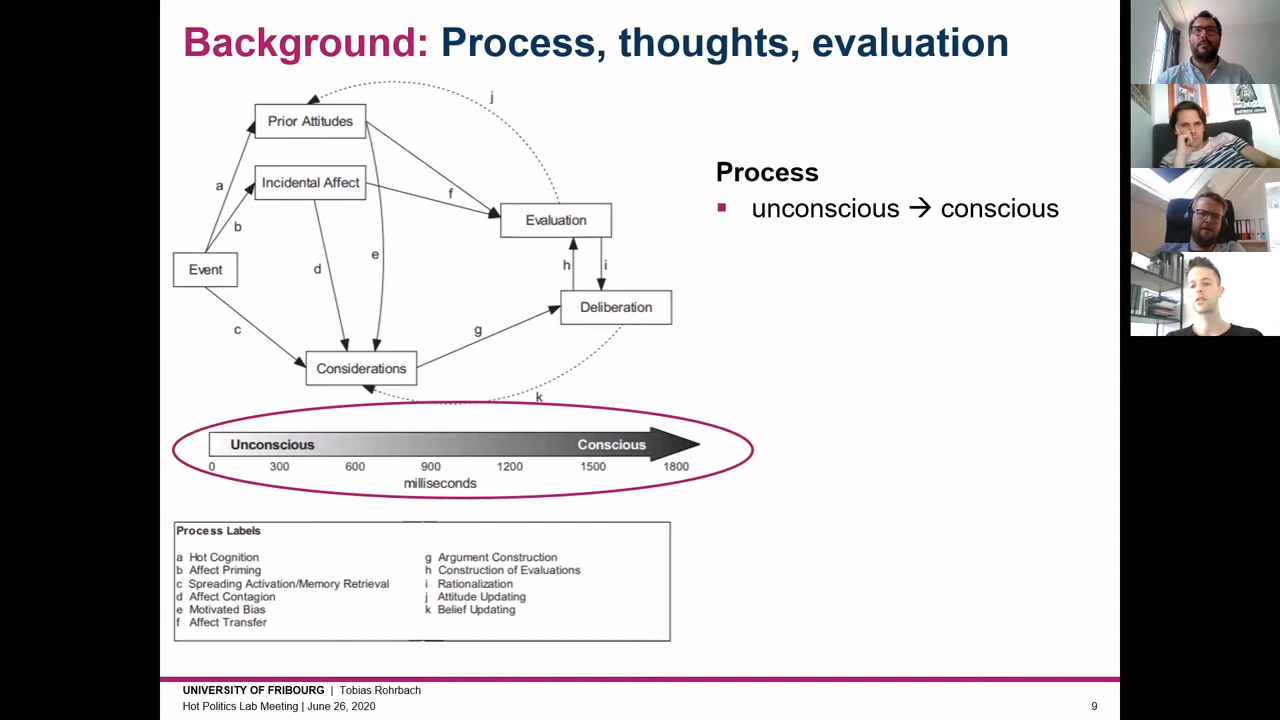 Background: Process, thoughts, evaluation
j
Prior Attitudes
Incidental Affect
a
f
b
Evaluation
e
h
i
d
Event
Deliberation
c
g
Considerations
k
Process
unconscious → conscious
Unconscious Conscious
0 300 600 900 1200 1500 1800
milliseconds
Process Labels
a Hot Cognition
b Affect Priming
c Spreading Activation/Memory Retrieval
d Affect Contagion
e Motivated Bias
f Affect Transfer
g Argument Construction
h Construction of Evaluations
i Rationalization
j Attitude Updating
k Belief Updating
UNIVERSITY OF FRIBOURG | Tobias Rohrbach
Hot Politics Lab Meeting | June 26, 2020
9